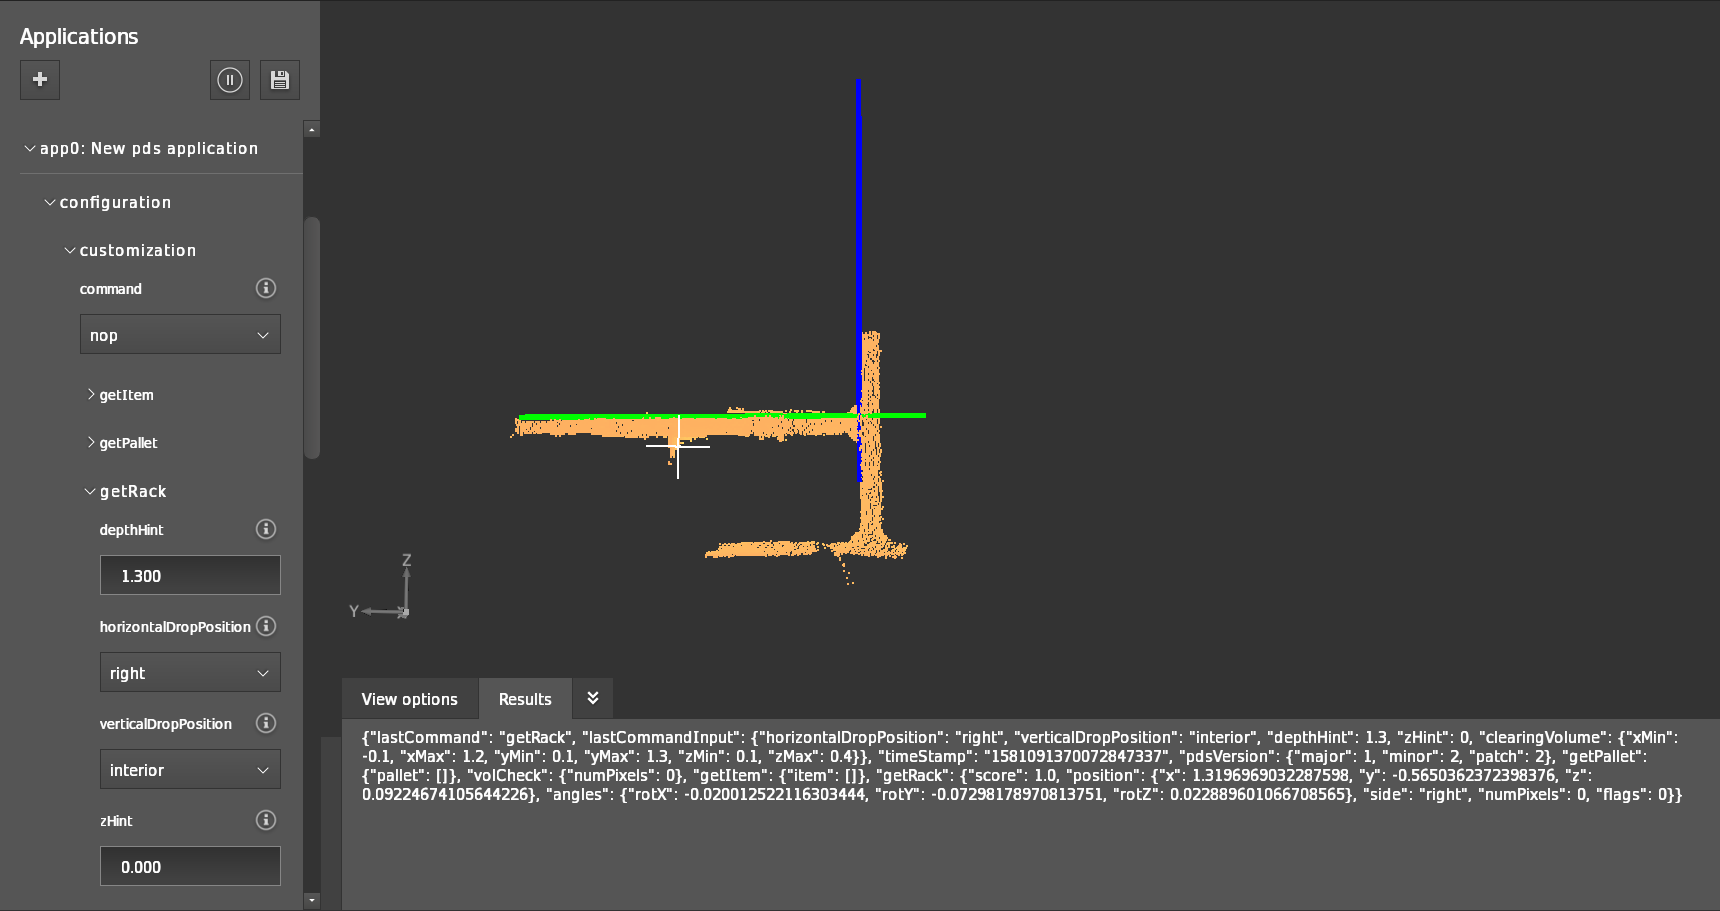 Applications
app0: New pds application
configuration
customization
command
nop
getItem
getPallet
getRack
depthHint
1.300
horizontalDropPosition
right
verticalDropPosition
interior
zHint
0.000
Z
Y
X
View options
Results
{"lastCommand": "getRack", "lastCommandInput": {"horizontalDropPosition": "right", "verticalDropPosition": "interior", "depthHint": 1.3, "zHint": 0, "clearingVolume": {"xMin":
-0.1, "xMax": 1.2, "yMin": 0.1, "yMax": 1.3, "zMin": 0.1, "zMax": 0.4}}, "timeStamp": "1581091370072847337", "pdsVersion": {"major": 1, "minor": 2, "patch": 2}, "getPallet":
{"pallet": []}, "volCheck": {"numPixels": 0}, "getItem": {"item": []}, "getRack": {"score": 1.0, "position": {"x": 1.3196969032287598, "y": -0.5650362372398376, "z":
0.09224674105644226}, "angles": {"rotX": -0.020012522116303444, "rotY": -0.07298178970813751, "rotZ": 0.022889601066708565}, "side": "right", "numPixels": 0, "flags": 0}}